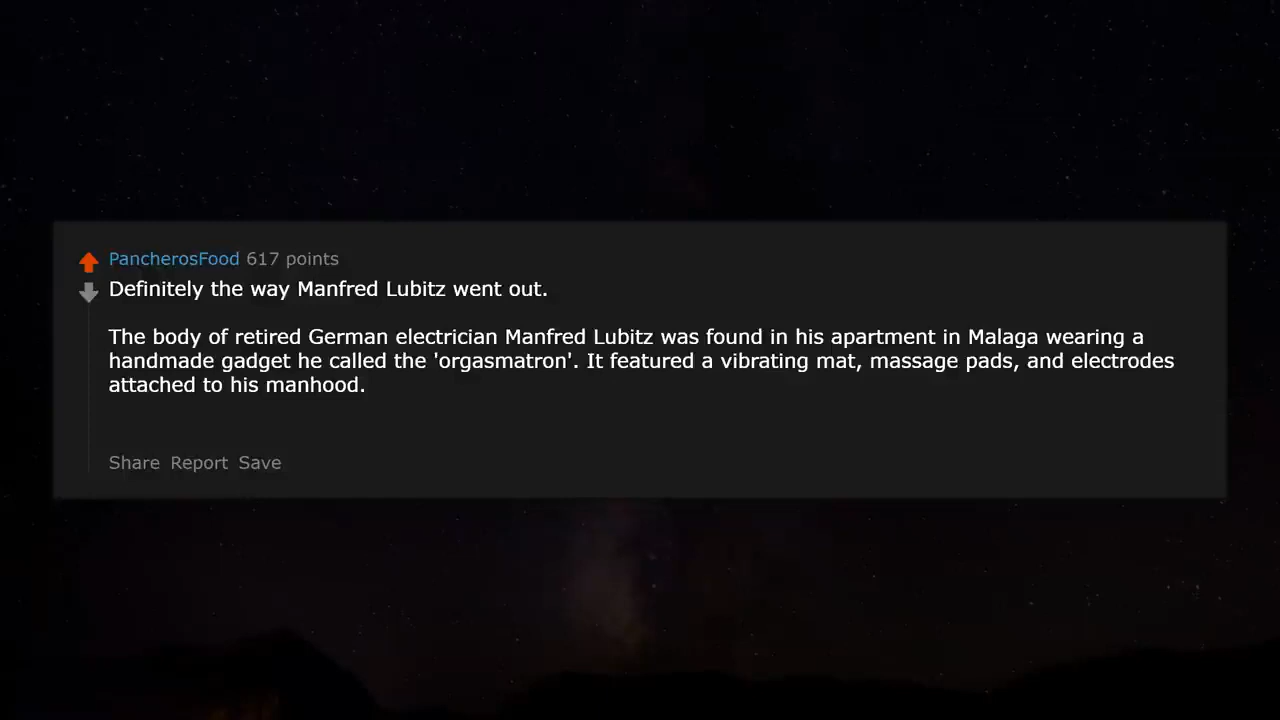 PancherosFood 617 points
Definitely the way Manfred Lubitz went out.
The body of retired German electrician Manfred Lubitz was found in his apartment in Malaga wearing a
handmade gadget he called the 'orgasmatron'. It featured a vibrating mat, massage pads, and electrodes
attached to his manhood.
Share Report Save